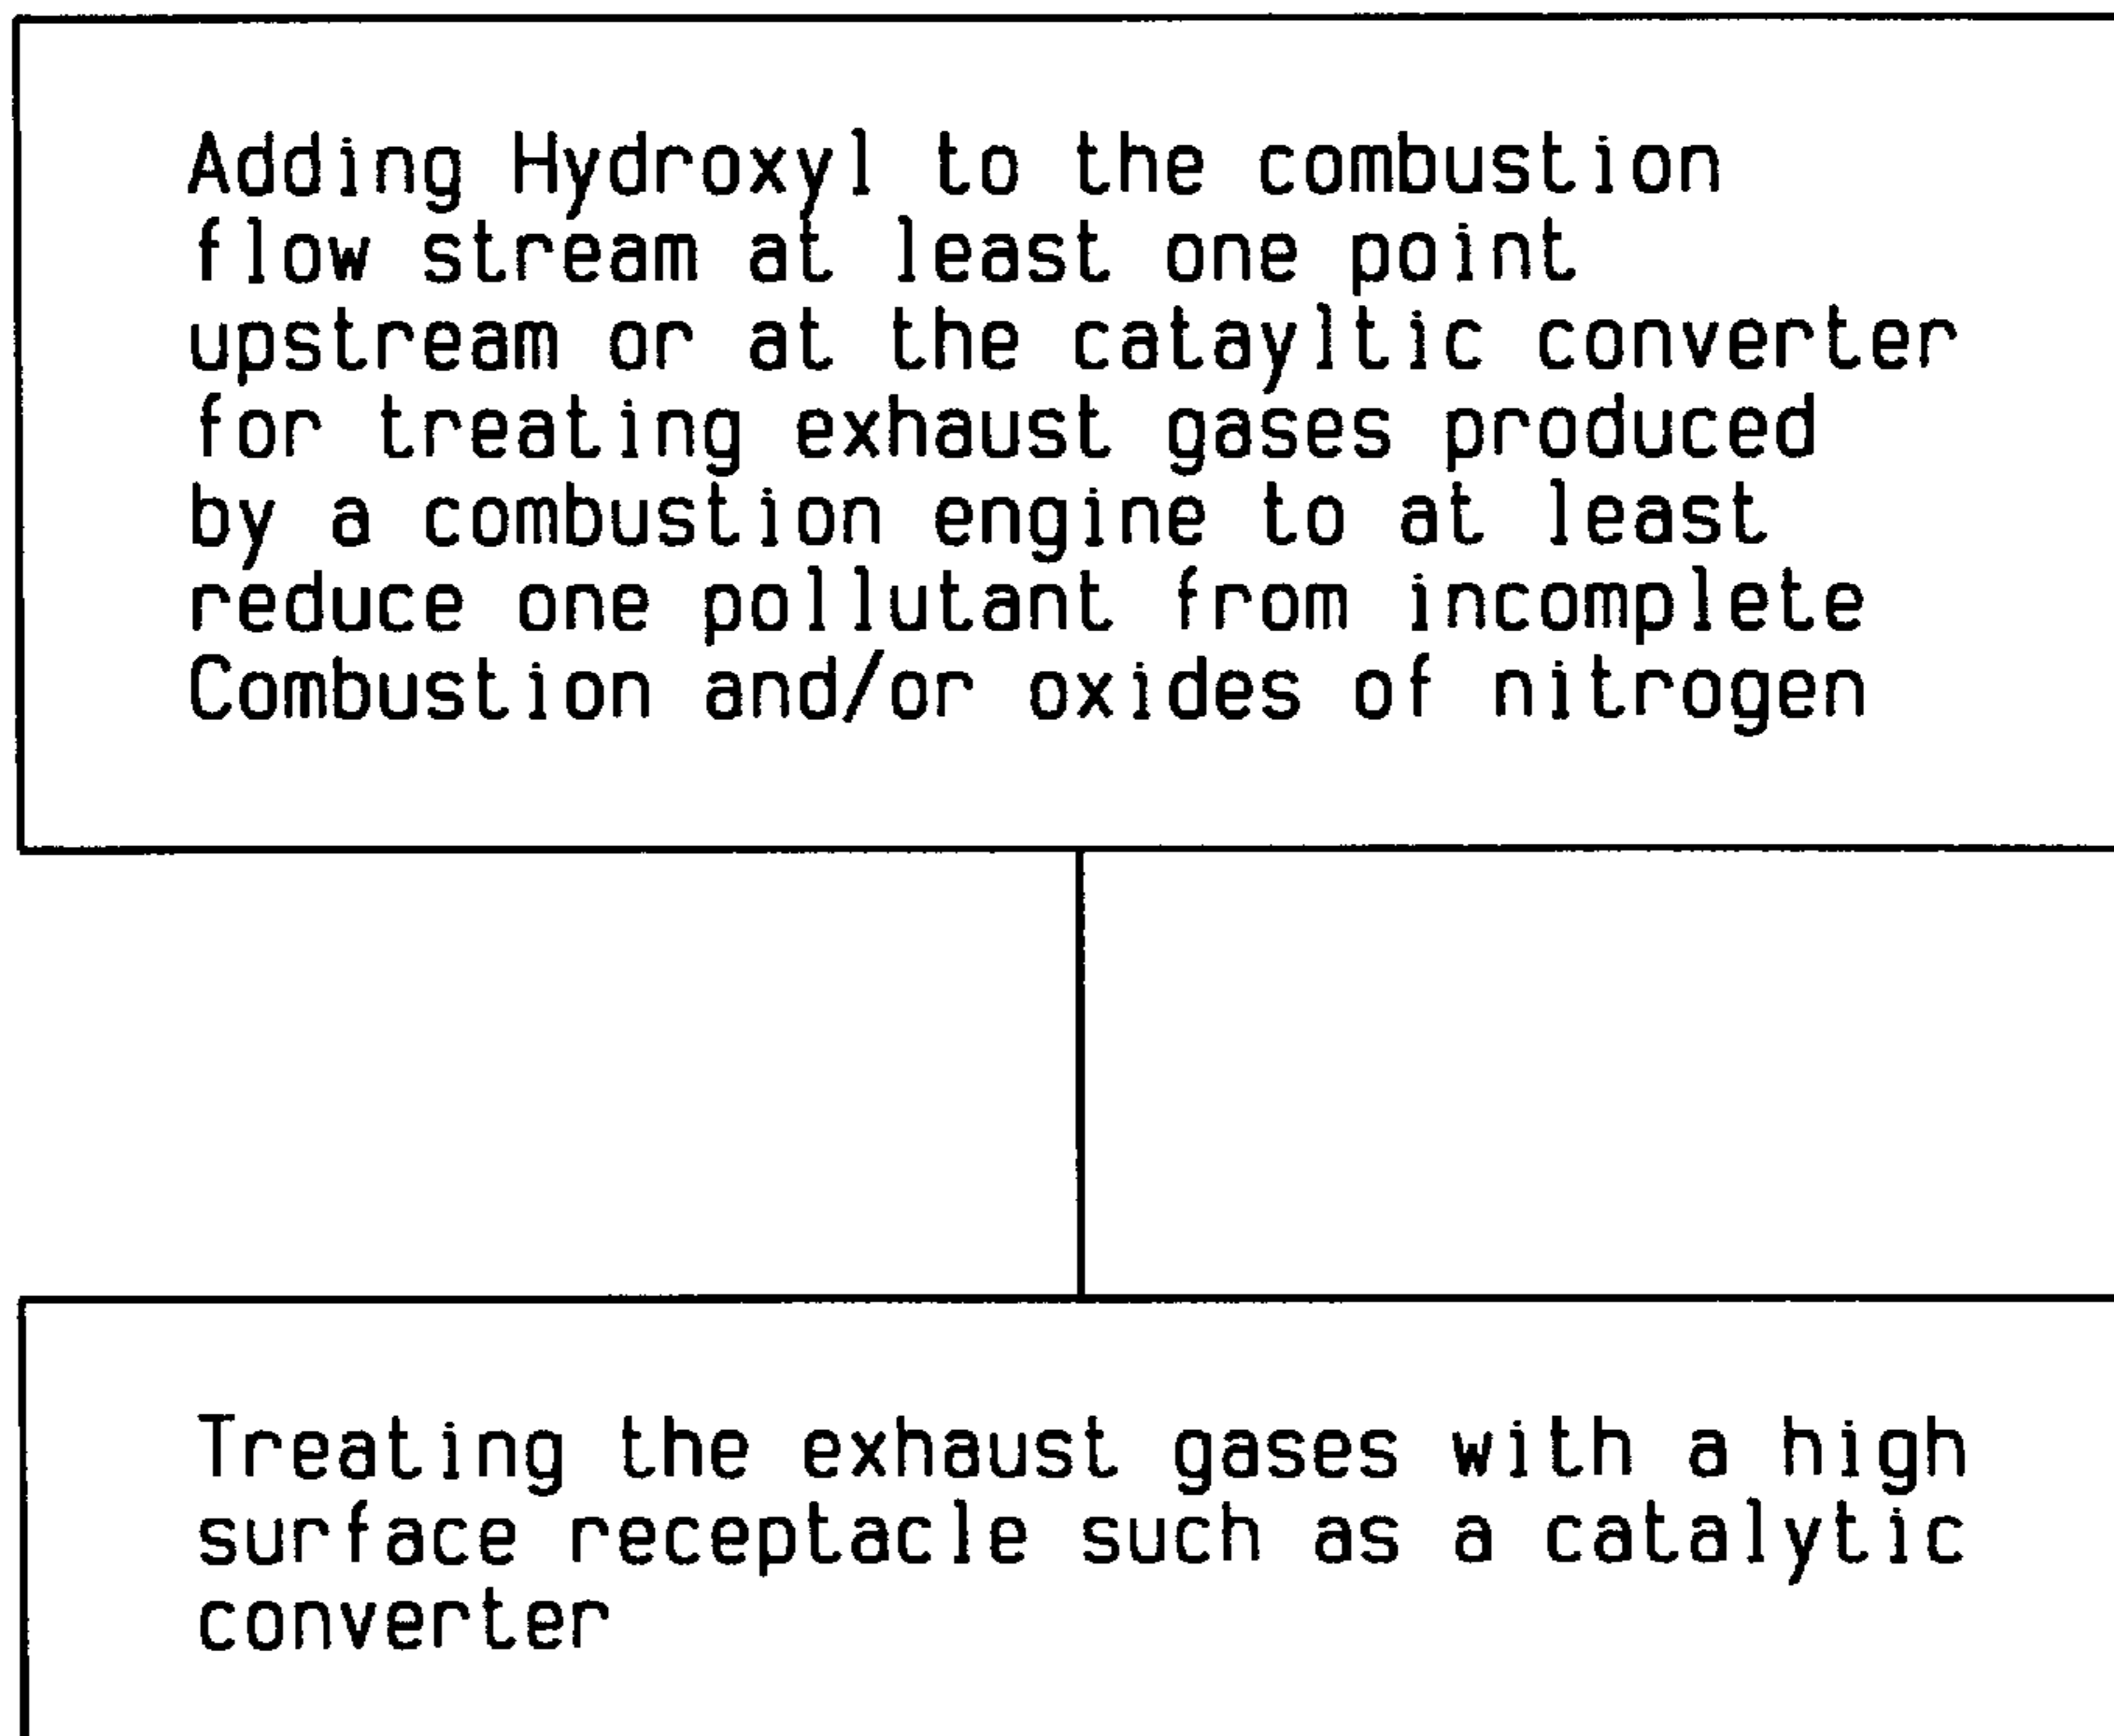 Adding Hydroxyl to the combustion
flow stream at least one point
upstream or at the catayltic converter
for treating exhaust gases produced
by a combustion engine to at least
reduce one pollutant from incomplete
Combustion and/or oxides of nitrogen
Treating the exhaust gases with a high
surface receptacle such as a catalytic
converter